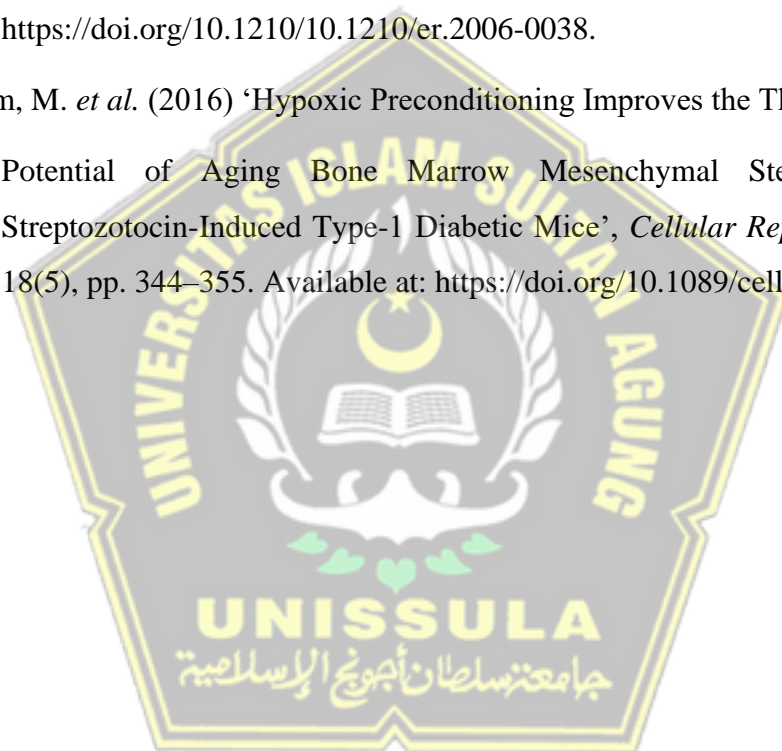 https://doi.org/10.1210/10.1210/er.2006-0038.
m, M. et al. (2016) ‘Hypoxic Preconditioning Improves the Th
Potential of Aging Bone Marrow Mesenchymal Ste
Streptozotocin-Induced Type-1 Diabetic Mice’, Cellular Rep
18(5), pp. 344–355. Available at: https://doi.org/10.1089/cell
UNIVERSITAS ISLAM SULTAN AGUNG
UNISSULA
جامعتنسلطان أجونج الإسلامية